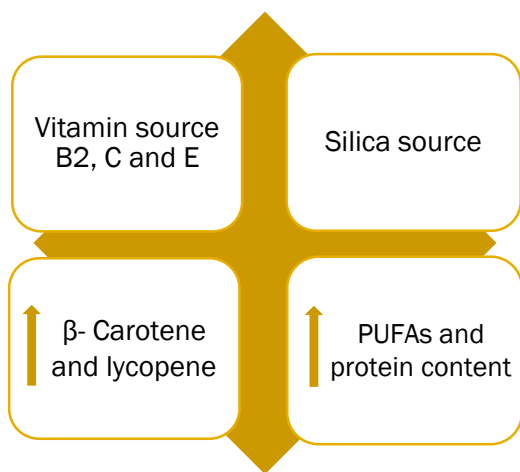 Vitamin source
B2, C and E
Silica source
β- Carotene
and lycopene
PUFAs and
protein content